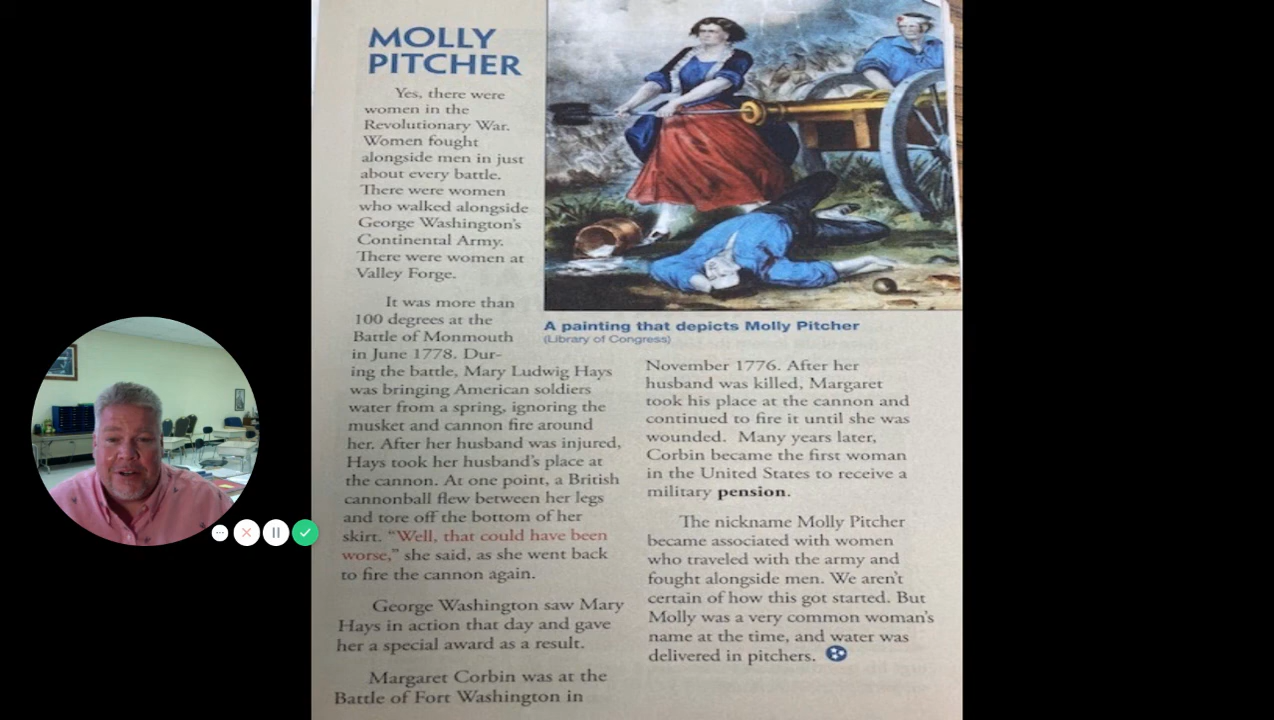 MOLLY
PITCHER
Yes, there were
women in the
Revolutionary War.
Women fought
alongside men in just
about every battle.
There were women
who walked alongside
George Washington's
Continental Army.
There were women at
Valley Forge.
It was more than
100 degrees at the
Battle of Monmouth
in June 1778. Dur-
ing the battle, Mary Ludwig Hays
was bringing American soldiers
water from a spring, ignoring the
musket and cannon fire around
her. After her husband was injured,
Hays took her husband's place at
the cannon. At one point, a British
cannonball flew between her legs
and tore off the bottom of her
skirt. "Well, that could have been
worse," she said, as she went back
to fire the cannon again.
George Washington saw Mary
Hays in action that day and gave
her a special award as a result.
Margaret Corbin was at the
Battle of Fort Washington in
A painting that depicts Molly Pitcher
(Library of Congress)
November 1776. After her
husband was killed, Margaret
took his place at the cannon and
continued to fire it until she was
wounded. Many years later,
Corbin became the first woman
in the United States to receive a
military pension.
The nickname Molly Pitcher
became associated with women
who traveled with the army and
fought alongside men. We aren't
certain of how this got started. But
Molly was a very common woman's
name at the time, and water was
delivered in pitchers.